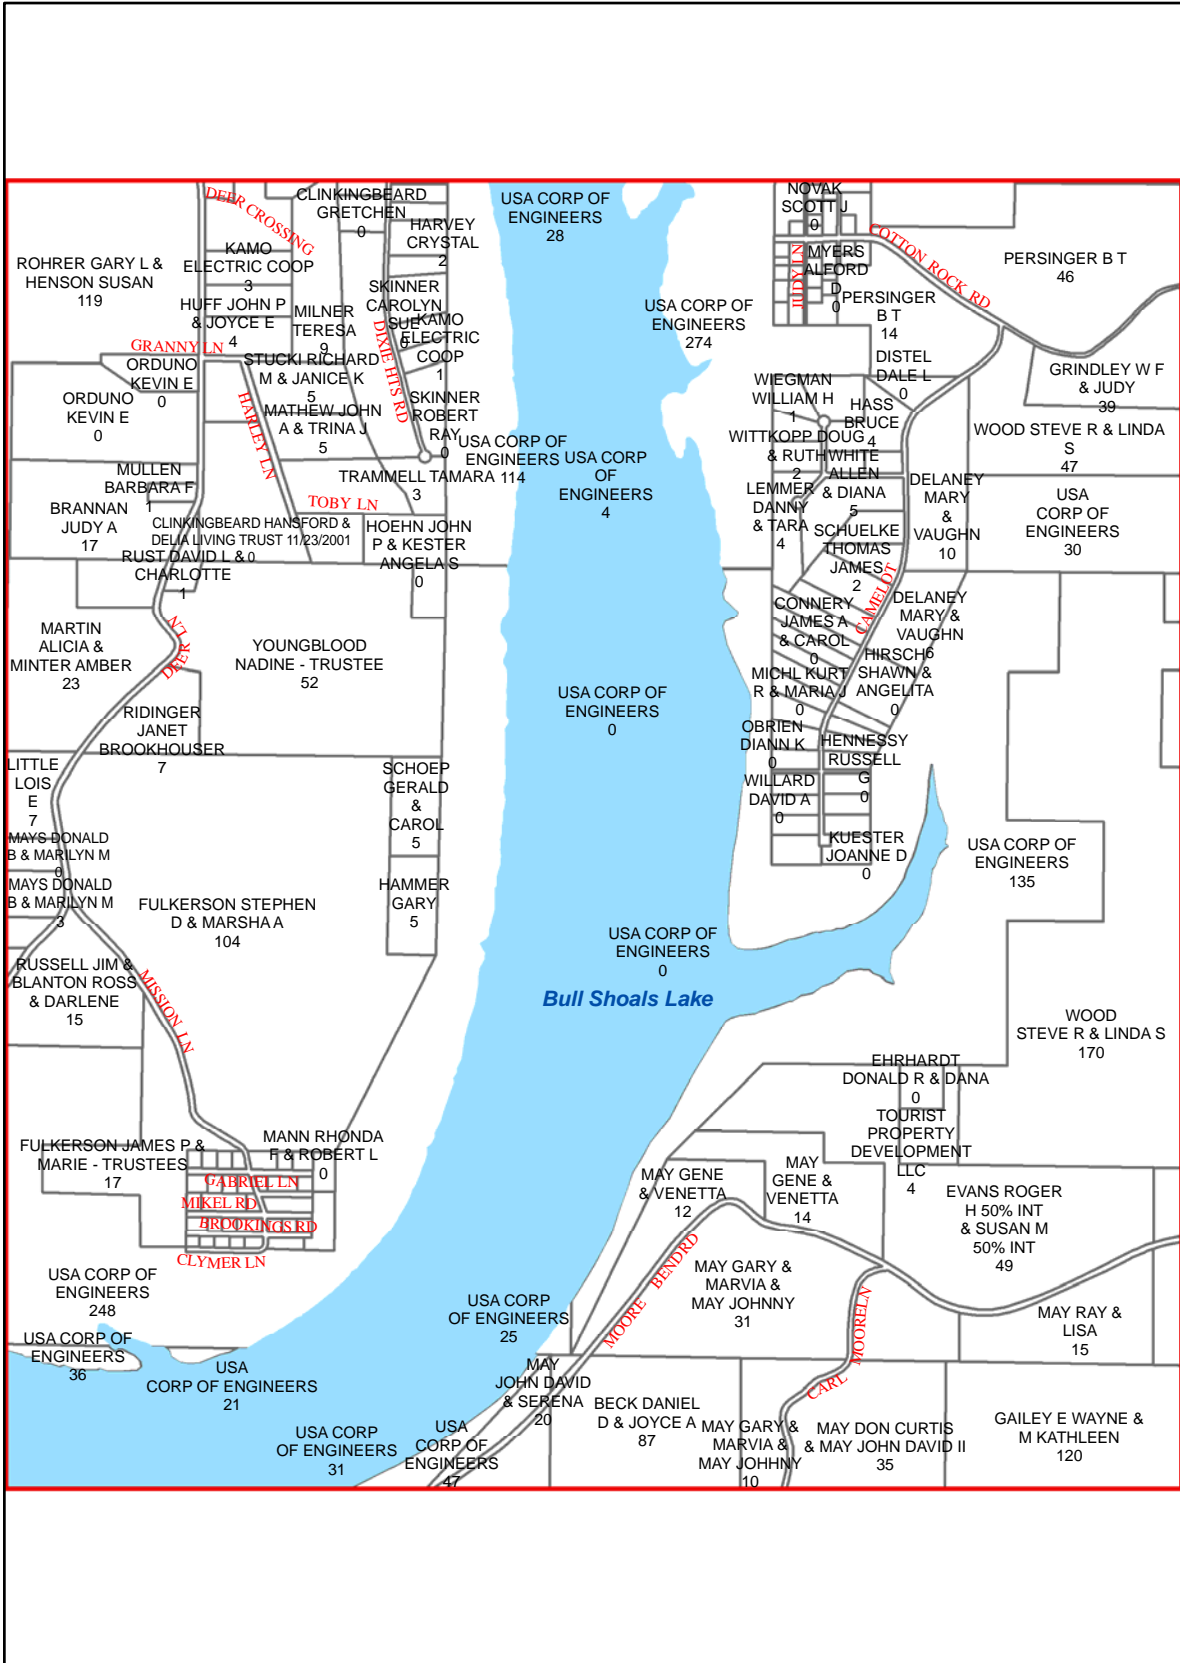 DEER CROSSING
CLINKINGBEARD
GRETCHEN
0
USA CORP OF
ENGINEERS
28
NOVAK
SCOTT J
0
HARVEY
CRYSTAL
2
COTTON ROCK RD
ROHRER GARY L &
HENSON SUSAN
119
KAMO
ELECTRIC COOP
3
JUDY LN
MYERS
ALFORD
D
0
PERSINGER B T
46
HUFF JOHN P
& JOYCE E
4
MILNER
TERESA
9
SKINNER
CAROLYN
SUE
0
KAMO
ELECTRIC
COOP
1
DIXIE HTS RD
USA CORP OF
ENGINEERS
274
PERSINGER
B T
14
GRANNY LN
ORDUNO
KEVIN E
0
STUCKI RICHARD
M & JANICE K
5
DISTEL
DALE L
0
GRINDLEY W F
& JUDY
39
ORDUNO
KEVIN E
0
HARLEY LN
MATHEW JOHN
A & TRINA J
5
SKINNER
ROBERT
RAY
0
WIEGMAN
WILLIAM H
1
HASS
BRUCE
4
WOOD STEVE R & LINDA
S
47
USA CORP OF
ENGINEERS
114
USA CORP
OF
ENGINEERS
4
WITTKOPP DOUG
& RUTH
2
WHITE
ALLEN
& DIANA
5
MULLEN
BARBARA F
1
TRAMMELL TAMARA
3
LEMMER
DANNY
& TARA
4
DELANEY
MARY
&
VAUGHN
10
USA
CORP OF
ENGINEERS
30
BRANNAN
JUDY A
17
TOBY LN
CLINKINGBEARD HANSFORD &
DELIA LIVING TRUST 11/23/2001
0
HOEHN JOHN
P & KESTER
ANGELA S
0
SCHUELKE
THOMAS
JAMES
2
RUST DAVID L &
CHARLOTTE
1
CAMELOT
MARTIN
ALICIA &
MINTER AMBER
23
DEER LN
YOUNGBLOOD
NADINE - TRUSTEE
52
CONNERY
JAMES A
& CAROL
0
DELANEY
MARY &
VAUGHN
6
HIRSCH
SHAWN &
ANGELITA
0
MICHL KURT
R & MARIA J
0
USA CORP OF
ENGINEERS
0
RIDINGER
JANET
BROOKHOUSER
7
OBRIEN
DIANN K
0
HENNESSY
RUSSELL
G
0
LITTLE
LOIS
E
7
SCHOEP
GERALD
&
CAROL
5
WILLARD
DAVID A
0
MAYS DONALD
B & MARILYN M
0
KUESTER
JOANNE D
0
USA CORP OF
ENGINEERS
135
MAYS DONALD
B & MARILYN M
3
HAMMER
GARY
5
FULKERSON STEPHEN
D & MARSHA A
104
USA CORP OF
ENGINEERS
0
RUSSELL JIM &
BLANTON ROSS
& DARLENE
15
MISSION LN
Bull Shoals Lake
WOOD
STEVE R & LINDA S
170
EHRHARDT
DONALD R & DANA
0
TOURIST
PROPERTY
DEVELOPMENT
LLC
4
FULKERSON JAMES P &
MARIE - TRUSTEES
17
MANN RHONDA
F & ROBERT L
0
GABRIEL LN
MIKEL RD
BROOKINGS RD
CLYMER LN
MAY GENE
& VENETTA
12
MAY
GENE &
VENETTA
14
EVANS ROGER
H 50% INT
& SUSAN M
50% INT
49
USA CORP OF
ENGINEERS
248
MOORE BENDRD
MAY GARY &
MARVIA &
MAY JOHNNY
31
USA CORP
OF ENGINEERS
25
CARL MOORELN
MAY RAY &
LISA
15
USA CORP OF
ENGINEERS
36
USA
CORP OF ENGINEERS
21
MAY
JOHN DAVID
& SERENA
20
BECK DANIEL
D & JOYCE A
87
USA CORP
OF ENGINEERS
31
USA
CORP OF
ENGINEERS
47
MAY GARY &
MARVIA &
MAY JOHHNY
10
MAY DON CURTIS
& MAY JOHN DAVID II
35
GAILEY E WAYNE &
M KATHLEEN
120